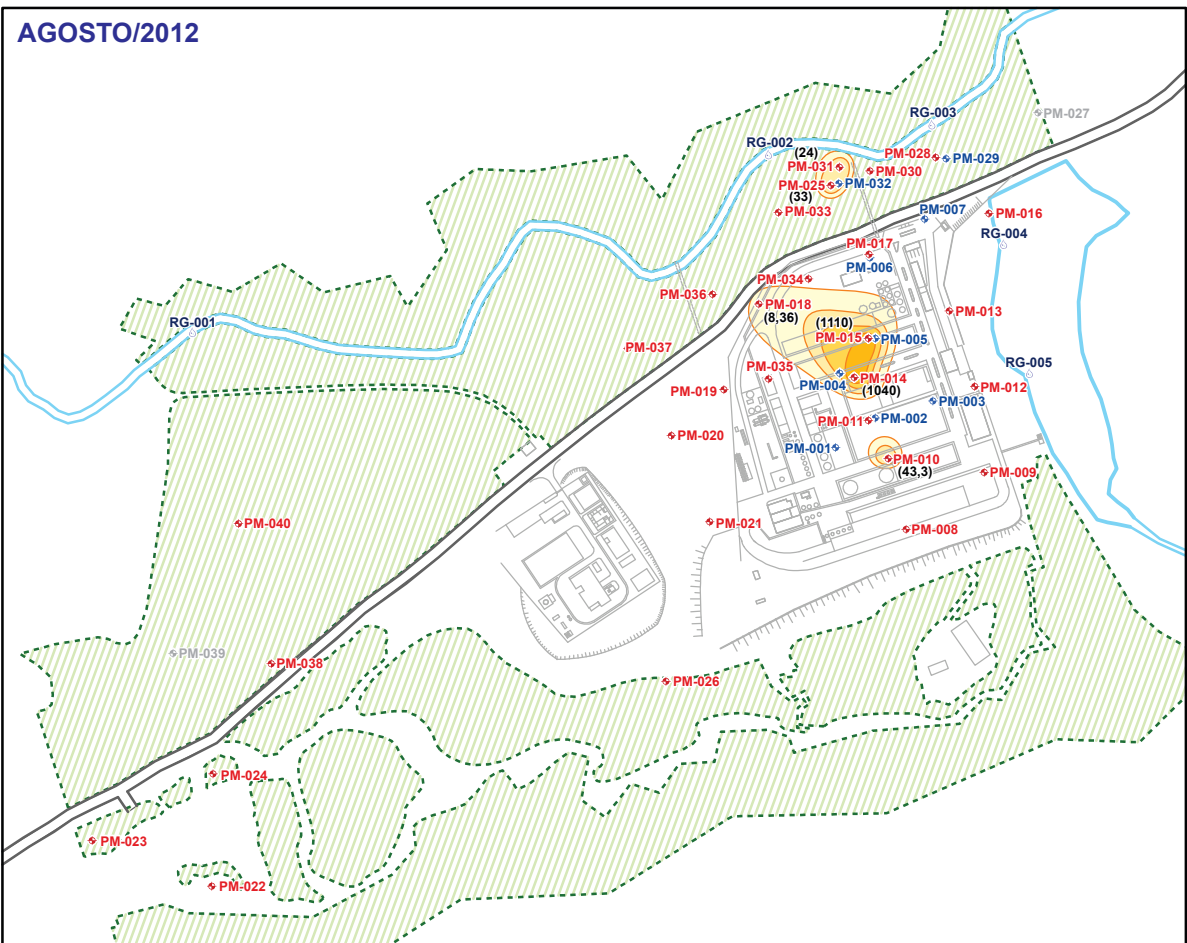 AGOSTO/2012
PM-027
RG-003
RG-002
(24)
PM-028
PM-029
PM-031
PM-030
PM-025
PM-032
(33)
PM-033
PM-007
PM-016
RG-004
PM-017
PM-006
PM-034
PM-036
PM-018
(8,36)
(1110)
PM-013
RG-001
PM-015
PM-005
PM-037
PM-035
PM-004
PM-014
(1040)
RG-005
PM-019
PM-012
PM-003
PM-011
PM-002
PM-020
PM-001
PM-010
(43,3)
PM-009
PM-040
PM-021
PM-008
PM-039
PM-038
PM-026
PM-024
PM-023
PM-022